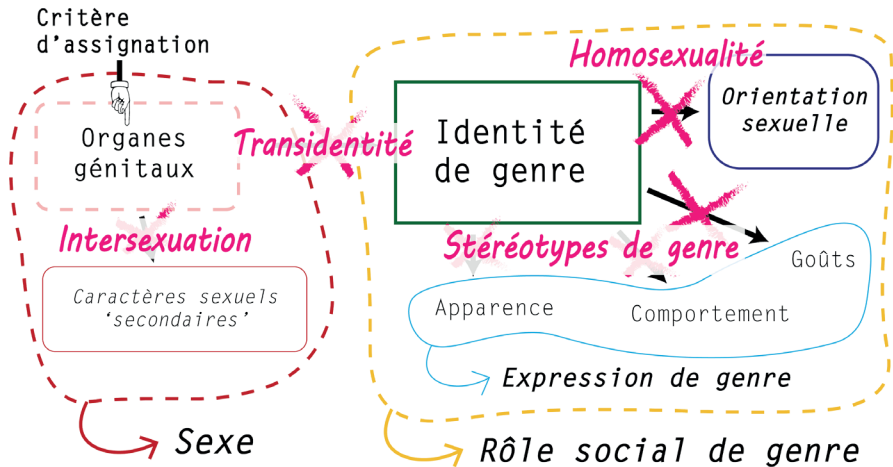 Critère
d'assignation
Organes
génitaux
Intersexuation
Caractères sexuels
'secondaires'
Sexe
Transidentité
Identité
de genre
Homosexualité
Orientation
sexuelle
Stéréotypes de genre
Apparence
Comportement
Goûts
Expression de genre
Rôle social de genre